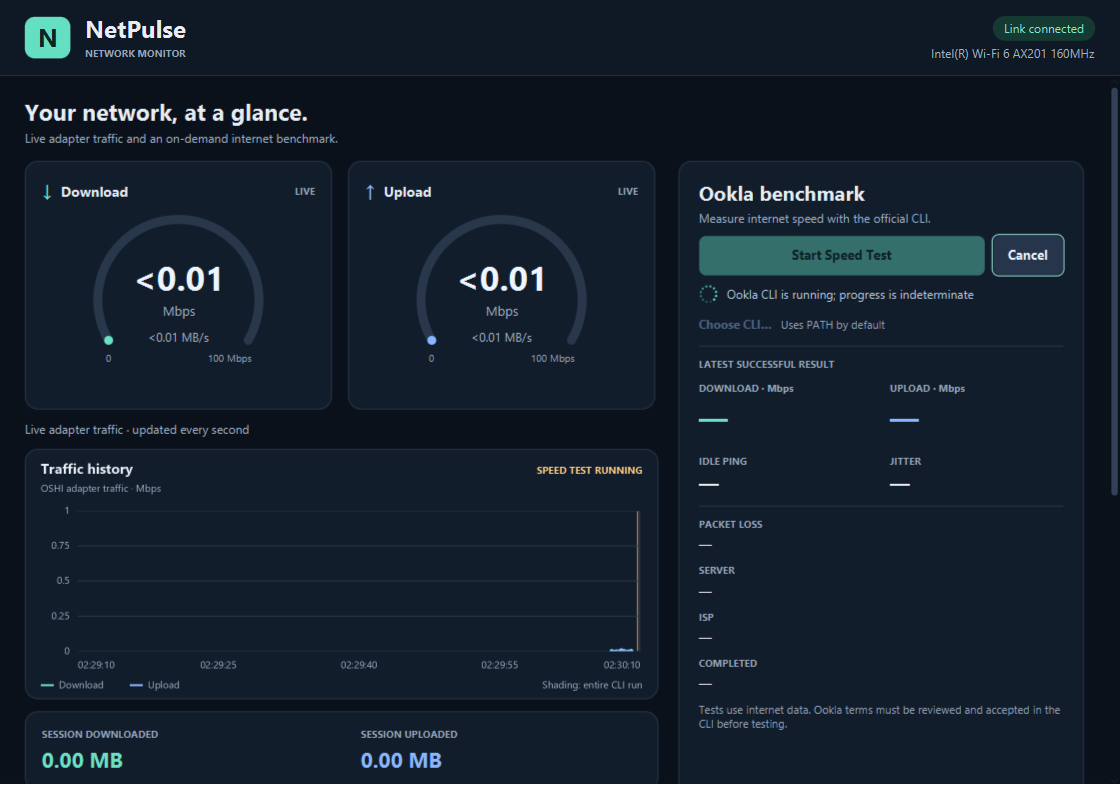 N
NetPulse
NETWORK MONITOR
Link connected
Intel(R) Wi-Fi 6 AX201 160MHz
Your network, at a glance.
Live adapter traffic and an on-demand internet benchmark.
↓ Download LIVE
<0.01
Mbps
<0.01 MB/s
0 100 Mbps
↑ Upload LIVE
<0.01
Mbps
<0.01 MB/s
0 100 Mbps
Live adapter traffic · updated every second
Traffic history SPEED TEST RUNNING
OSHI adapter traffic · Mbps
1
0.75
0.5
0.25
0
02:29:10 02:29:25 02:29:40 02:29:55 02:30:10
Download Upload Shading: entire CLI run
SESSION DOWNLOADED SESSION UPLOADED
0.00 MB 0.00 MB
Ookla benchmark
Measure internet speed with the official CLI.
Start Speed Test Cancel
Ookla CLI is running; progress is indeterminate
Choose CLI... Uses PATH by default
LATEST SUCCESSFUL RESULT
DOWNLOAD · Mbps UPLOAD · Mbps
— —
IDLE PING JITTER
— —
PACKET LOSS
—
SERVER
—
ISP
—
COMPLETED
—
Tests use internet data. Ookla terms must be reviewed and accepted in the
CLI before testing.